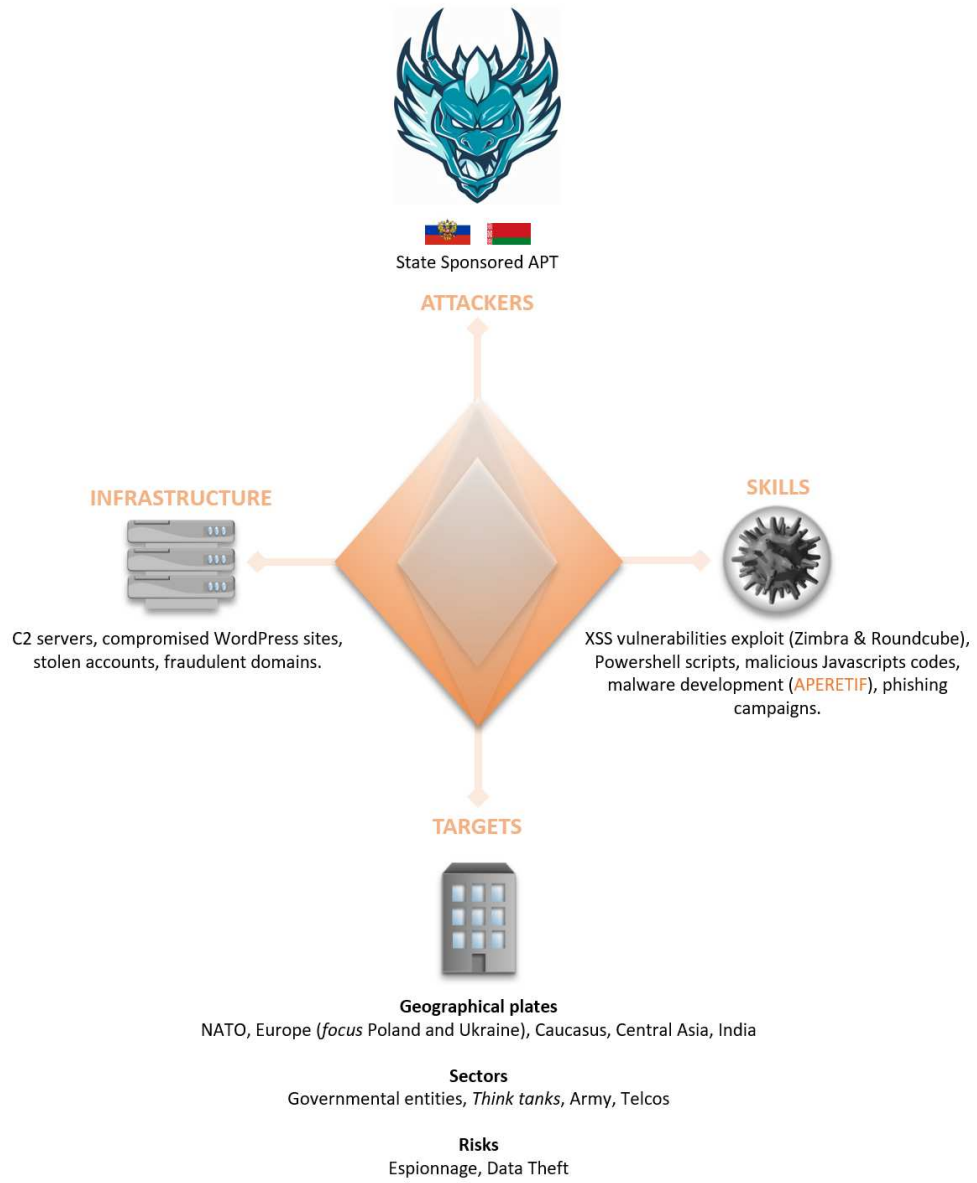 State Sponsored APT
ATTACKERS
INFRASTRUCTURE
C2 servers, compromised WordPress sites,
stolen accounts, fraudulent domains.
SKILLS
XSS vulnerabilities exploit (Zimbra & Roundcube),
Powershell scripts, malicious Javascripts codes,
malware development (APERETIF), phishing
campaigns.
TARGETS
Geographical plates
NATO, Europe (focus Poland and Ukraine), Caucasus, Central Asia, India
Sectors
Governmental entities, Think tanks, Army, Telcos
Risks
Espionnage, Data Theft